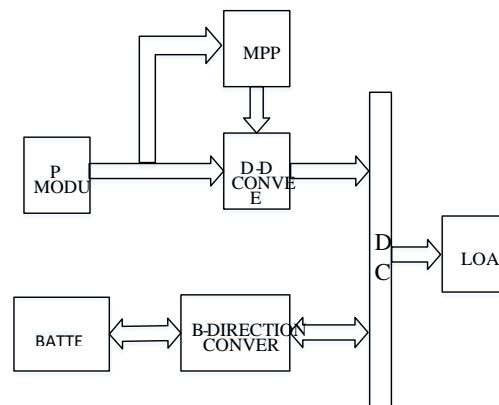 MPP
P
MODU
D-D
CONVE
E
D
C
LOA
BATTE
B-DIRECTION
CONVER